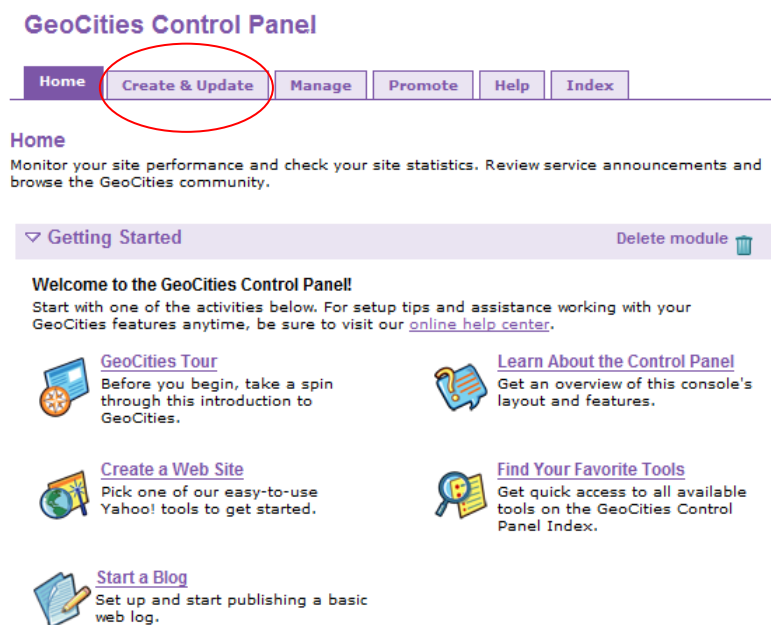 GeoCities Control Panel
Home Create & Update Manage Promote Help Index
Home
Monitor your site performance and check your site statistics. Review service announcements and
browse the GeoCities community.
Getting Started Delete module
Welcome to the GeoCities Control Panel!
Start with one of the activities below. For setup tips and assistance working with your
GeoCities features anytime, be sure to visit our online help center.
GeoCities Tour
Before you begin, take a spin
through this introduction to
GeoCities.
Learn About the Control Panel
Get an overview of this console's
layout and features.
Create a Web Site
Pick one of our easy-to-use
Yahoo! tools to get started.
Find Your Favorite Tools
Get quick access to all available
tools on the GeoCities Control
Panel Index.
Start a Blog
Set up and start publishing a basic
web log.